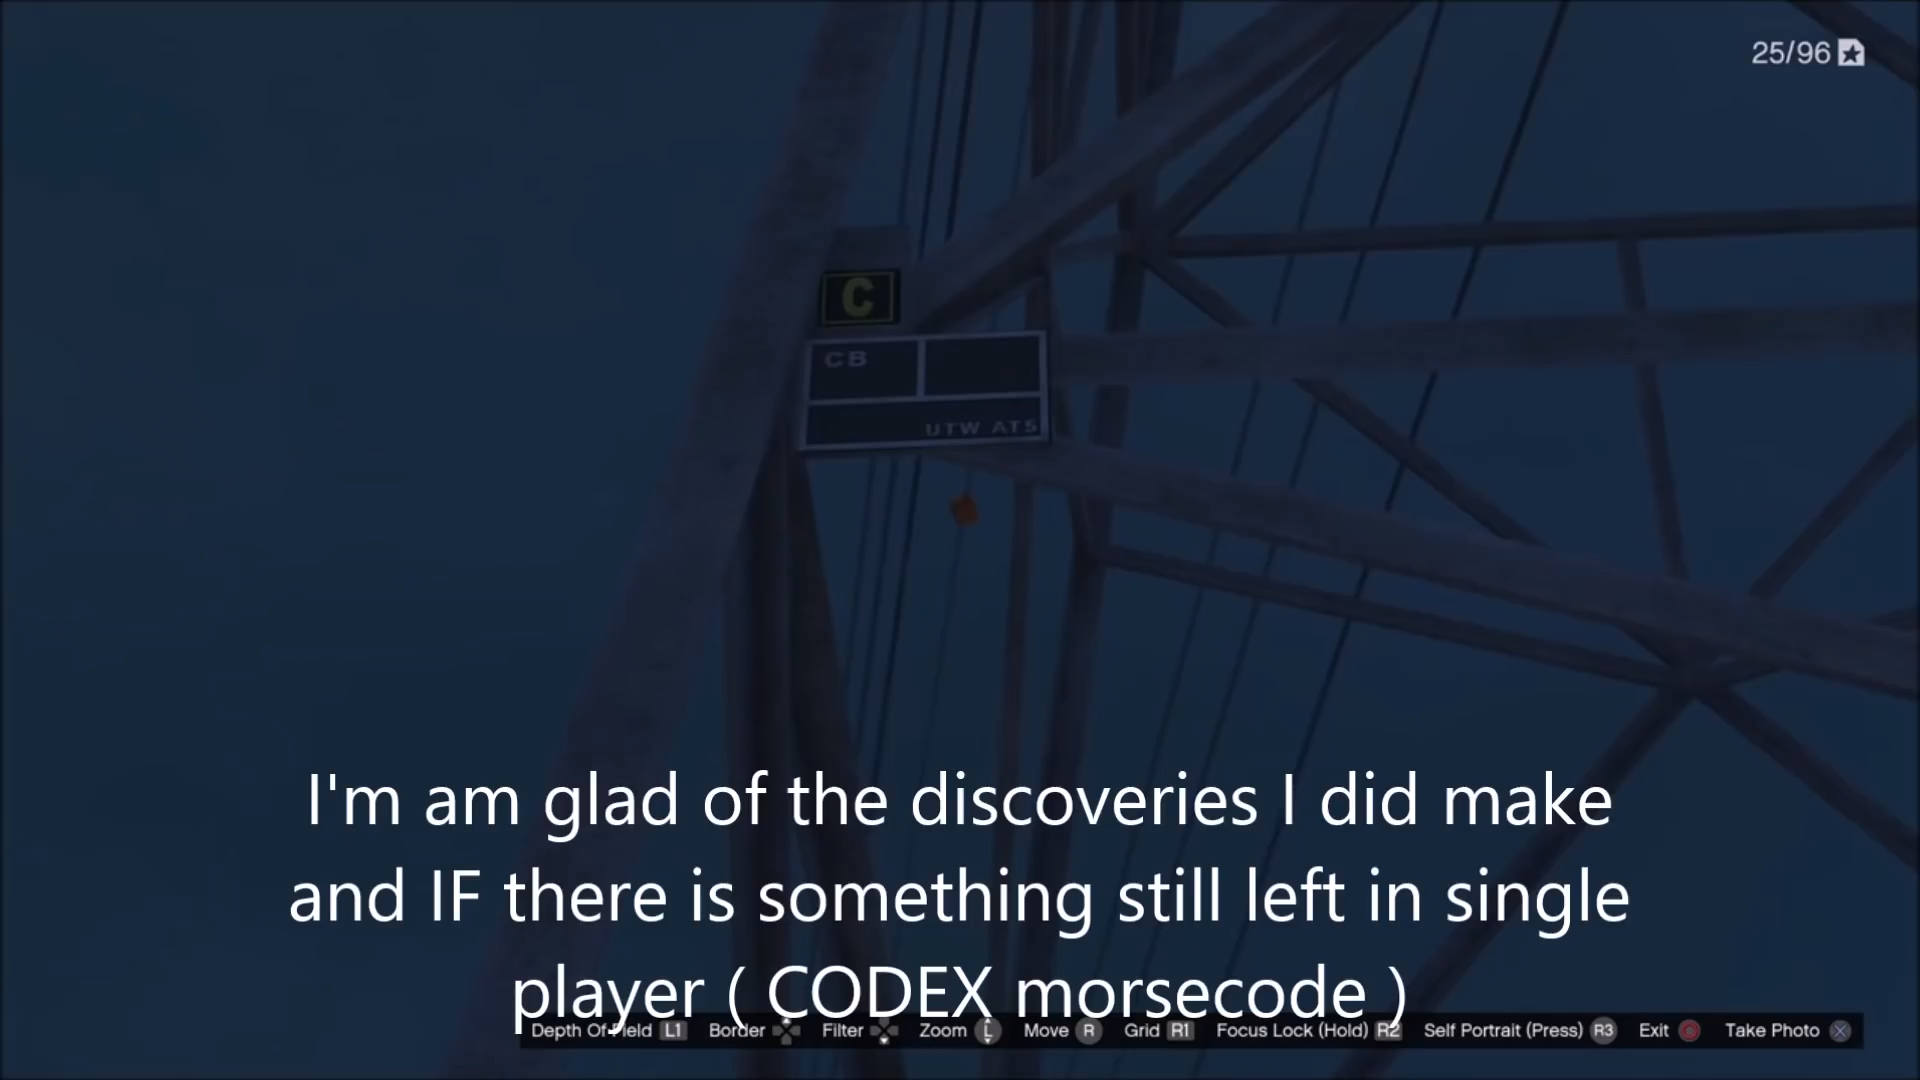 25/96
C
CB
UTW AT5
I'm am glad of the discoveries I did make
and IF there is something still left in single
player ( CODEX morsecode )
Depth Of Field L1 Border Filter Zoom L Move R Grid R1 Focus Lock (Hold) R2 Self Portrait (Press) R3 Exit Take Photo